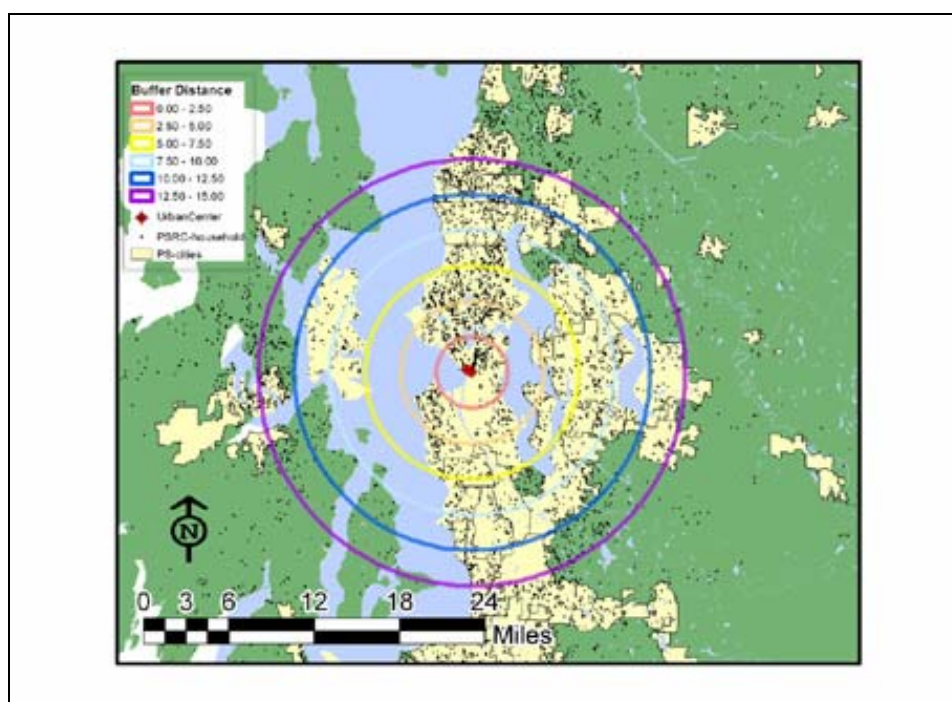 Buffer Distance
0.00 - 2.50
2.50 - 5.00
5.00 - 7.50
7.50 - 10.00
10.00 - 12.50
12.50 - 15.00
UrbanCenter
PSRC-household
PS-cities
N
0 3 6 12 18 24
Miles